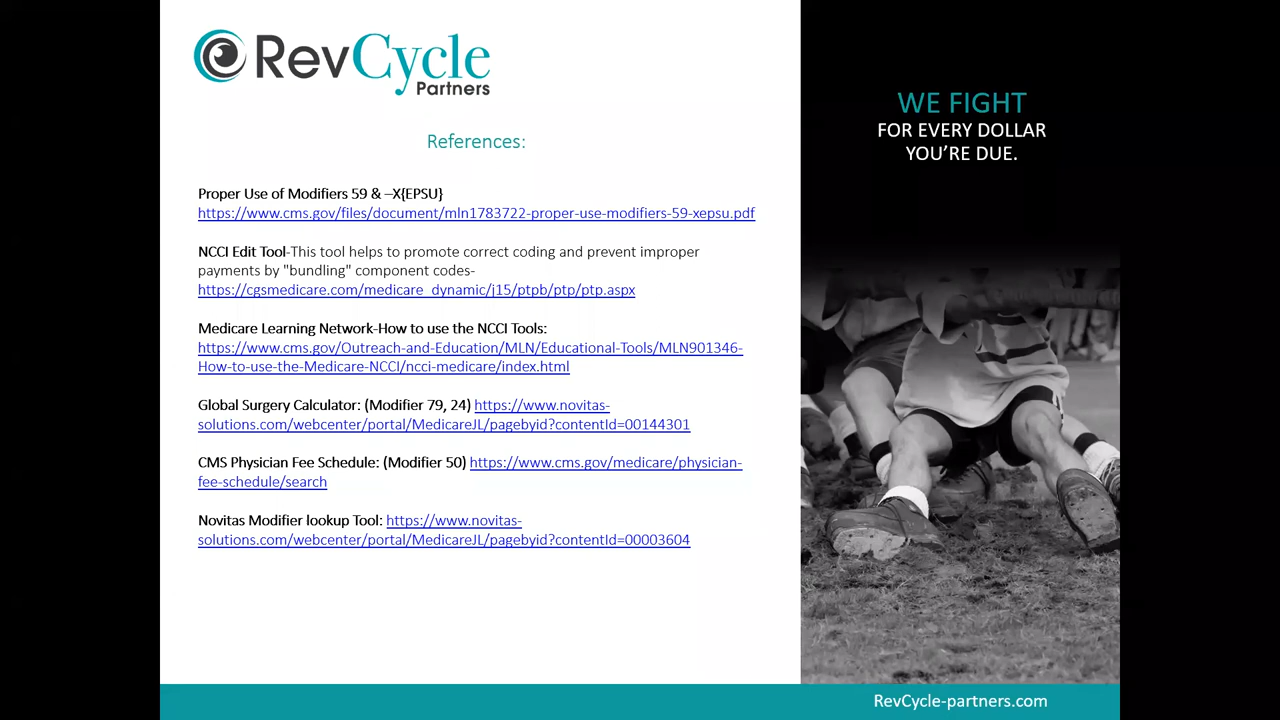 RevCycle
Partners
References:
Proper Use of Modifiers 59 & –X{EPSU}
https://www.cms.gov/files/document/mln1783722-proper-use-modifiers-59-xepsu.pdf
NCCI Edit Tool-This tool helps to promote correct coding and prevent improper
payments by "bundling" component codes-
https://cgsmedicare.com/medicare_dynamic/j15/ptpb/ptp/ptp.aspx
Medicare Learning Network-How to use the NCCI Tools:
https://www.cms.gov/Outreach-and-Education/MLN/Educational-Tools/MLN901346-
How-to-use-the-Medicare-NCCI/ncci-medicare/index.html
Global Surgery Calculator: (Modifier 79, 24) https://www.novitas-
solutions.com/webcenter/portal/MedicareJL/pagebyid?contentId=00144301
CMS Physician Fee Schedule: (Modifier 50) https://www.cms.gov/medicare/physician-
fee-schedule/search
Novitas Modifier lookup Tool: https://www.novitas-
solutions.com/webcenter/portal/MedicareJL/pagebyid?contentId=00003604
WE FIGHT
FOR EVERY DOLLAR
YOU’RE DUE.
RevCycle-partners.com